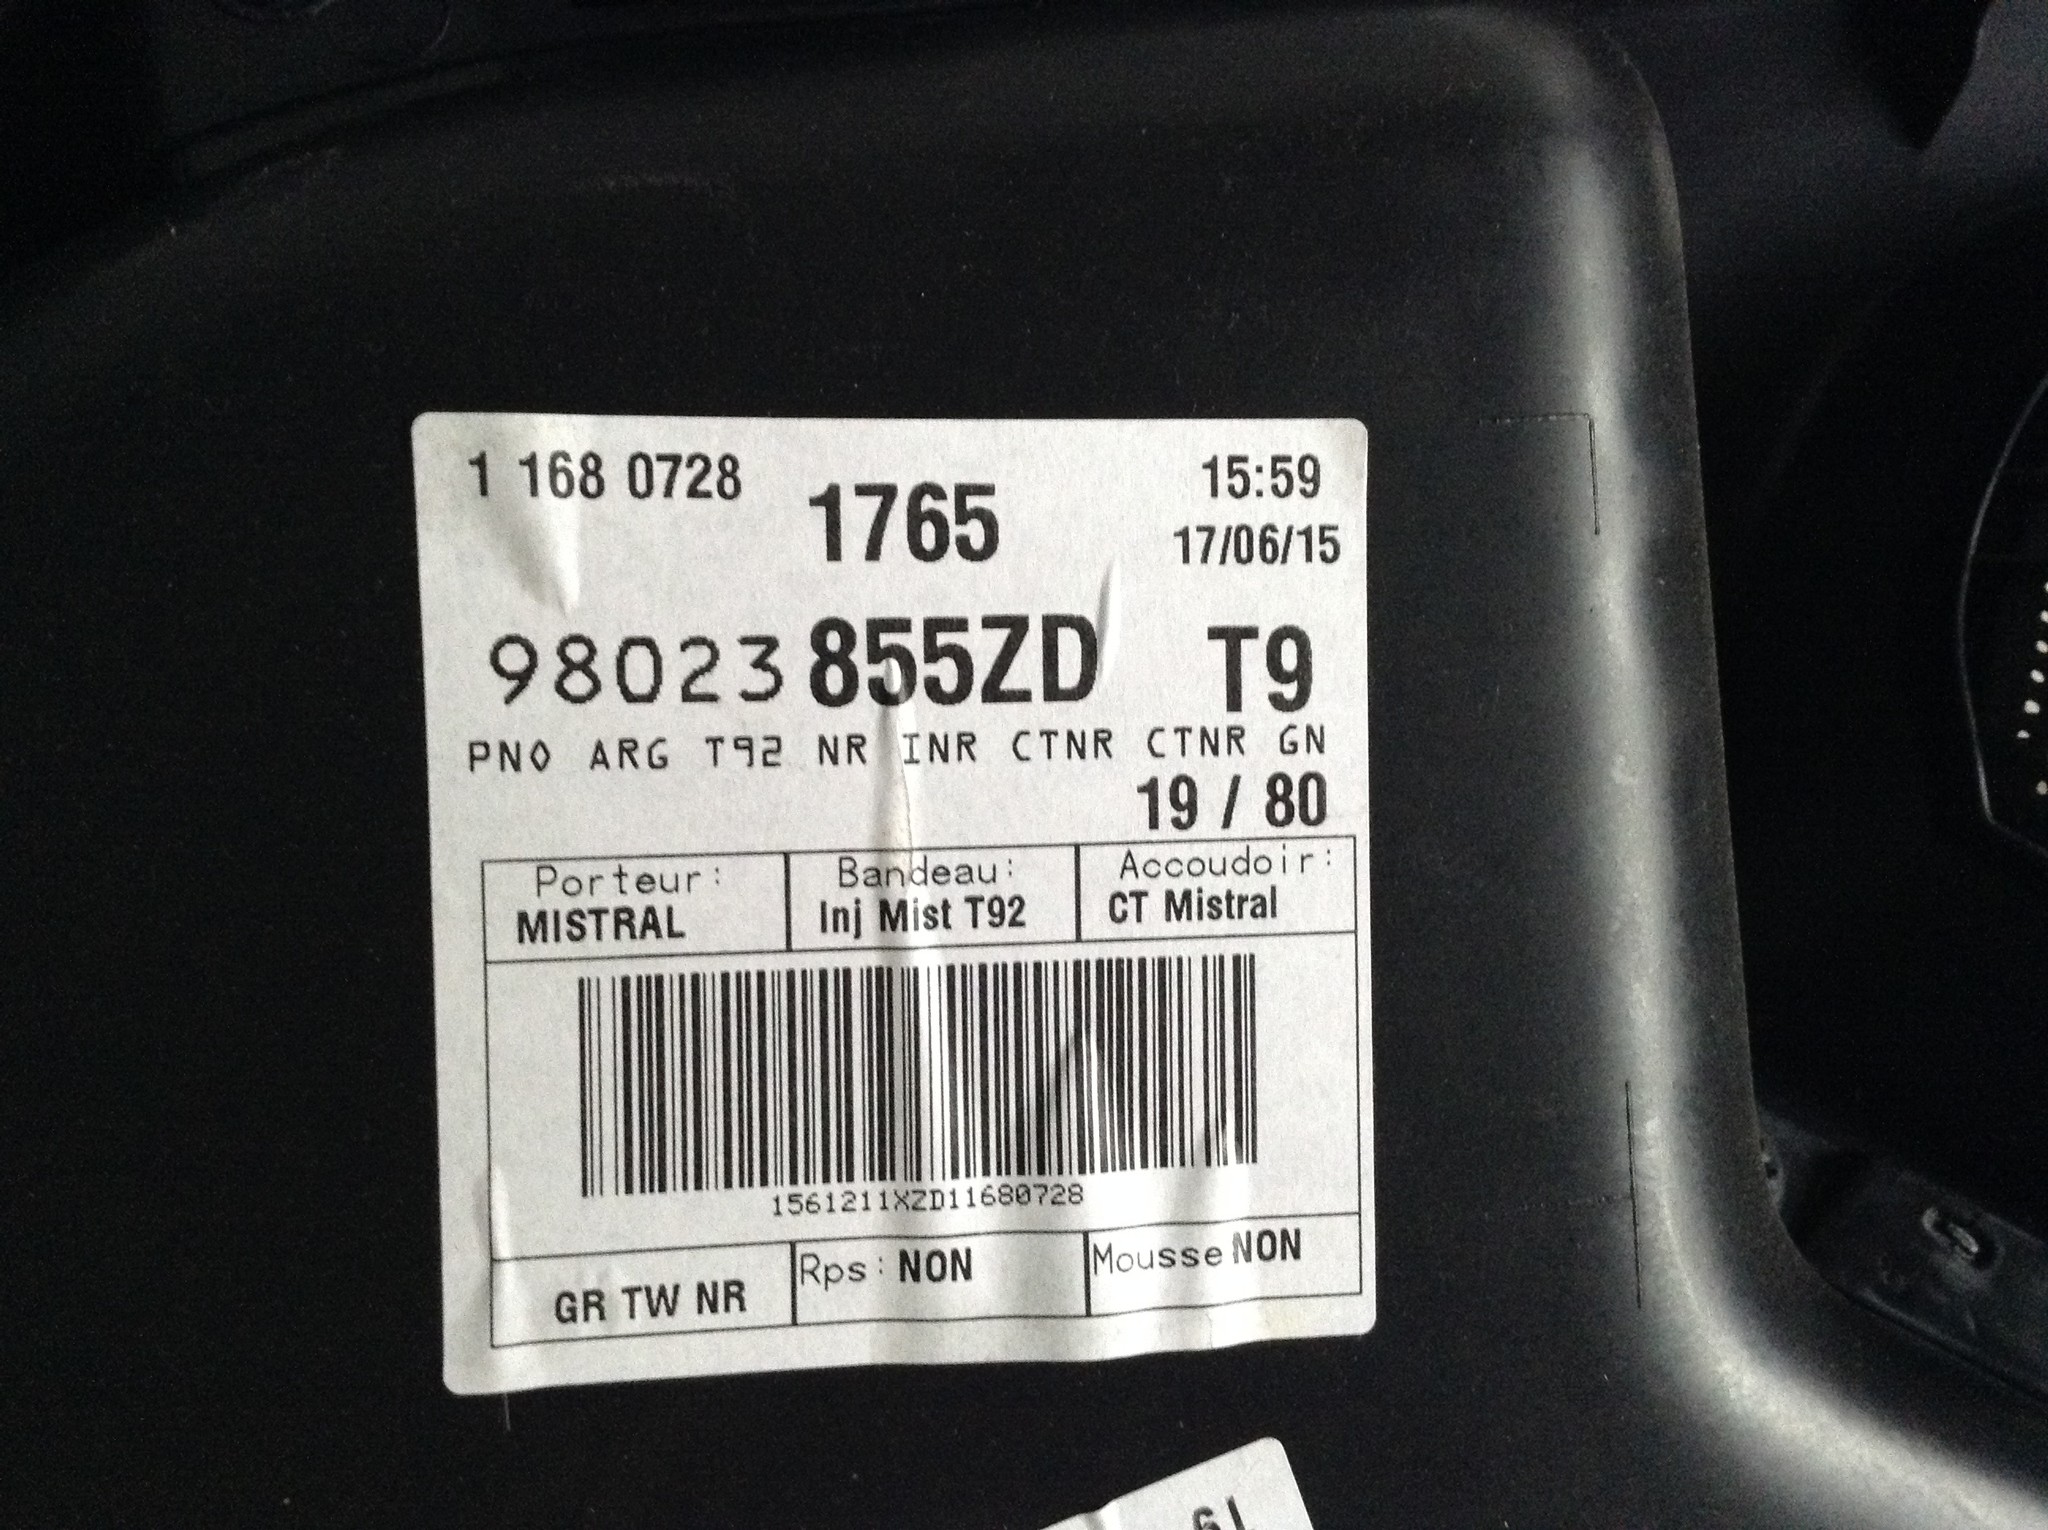 1 168 0728 1765 15:59
17/06/15
98023 855ZD T9
PNO ARG T92 NR INR CTNR CTNR GN
19 / 80
Porteur: Bandeau: Accoudoir:
MISTRAL Inj Mist T92 CT Mistral
1561211XZD11680728
GR TW NR Rps: NON Mousse NON